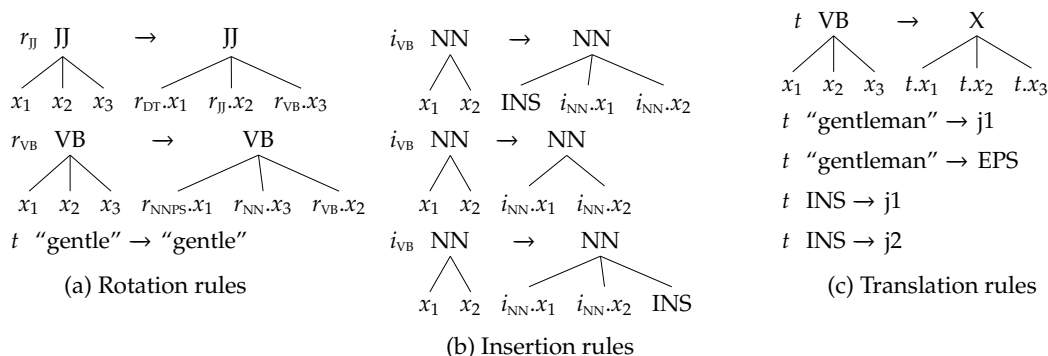 r_JJ JJ → JJ
x1 x2 x3 r_DT.x1 r_JJ.x2 r_VB.x3
r_VB VB → VB
x1 x2 x3 r_NNPS.x1 r_NN.x3 r_VB.x2
t “gentle” → “gentle”
(a) Rotation rules
i_VB NN → NN
x1 x2 INS i_NN.x1 i_NN.x2
i_VB NN → NN
x1 x2 i_NN.x1 i_NN.x2
i_VB NN → NN
x1 x2 i_NN.x1 i_NN.x2 INS
(b) Insertion rules
t VB → X
x1 x2 x3 t.x1 t.x2 t.x3
t “gentleman” → j1
t “gentleman” → EPS
t INS → j1
t INS → j2
(c) Translation rules